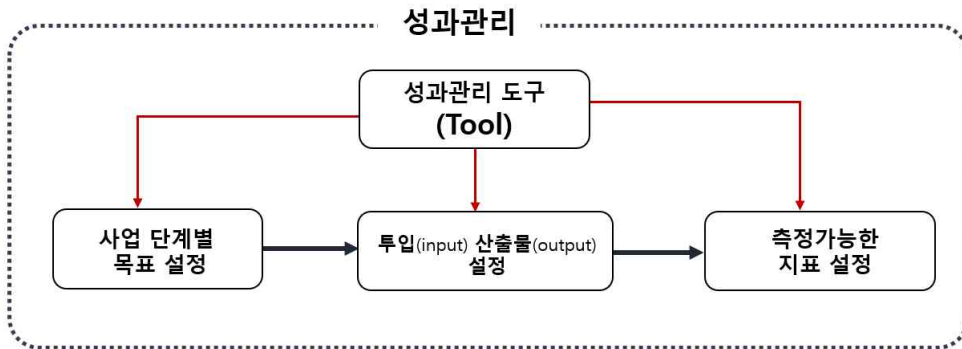 성과관리
성과관리 도구
(Tool)
사업 단계별
목표 설정
투입(input) 산출물(output)
설정
측정가능한
지표 설정